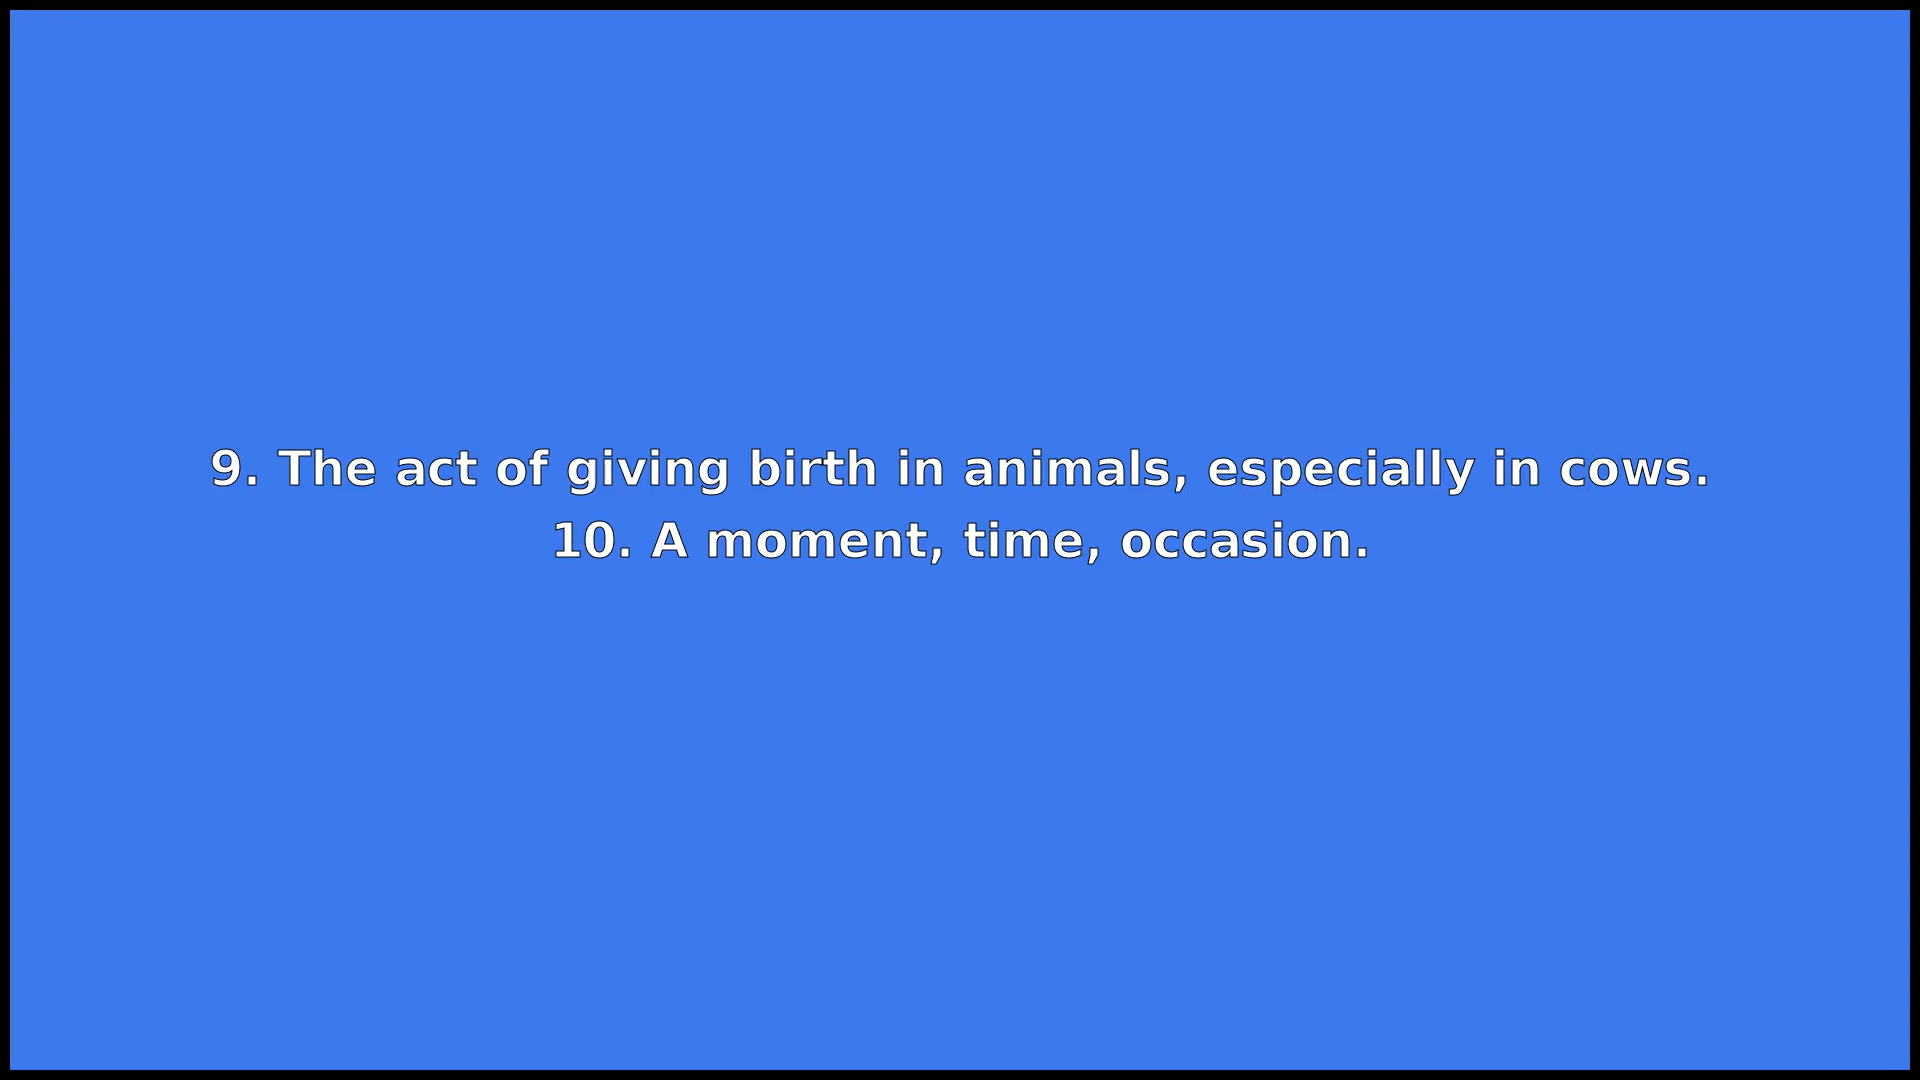 9. The act of giving birth in animals, especially in cows.
10. A moment, time, occasion.